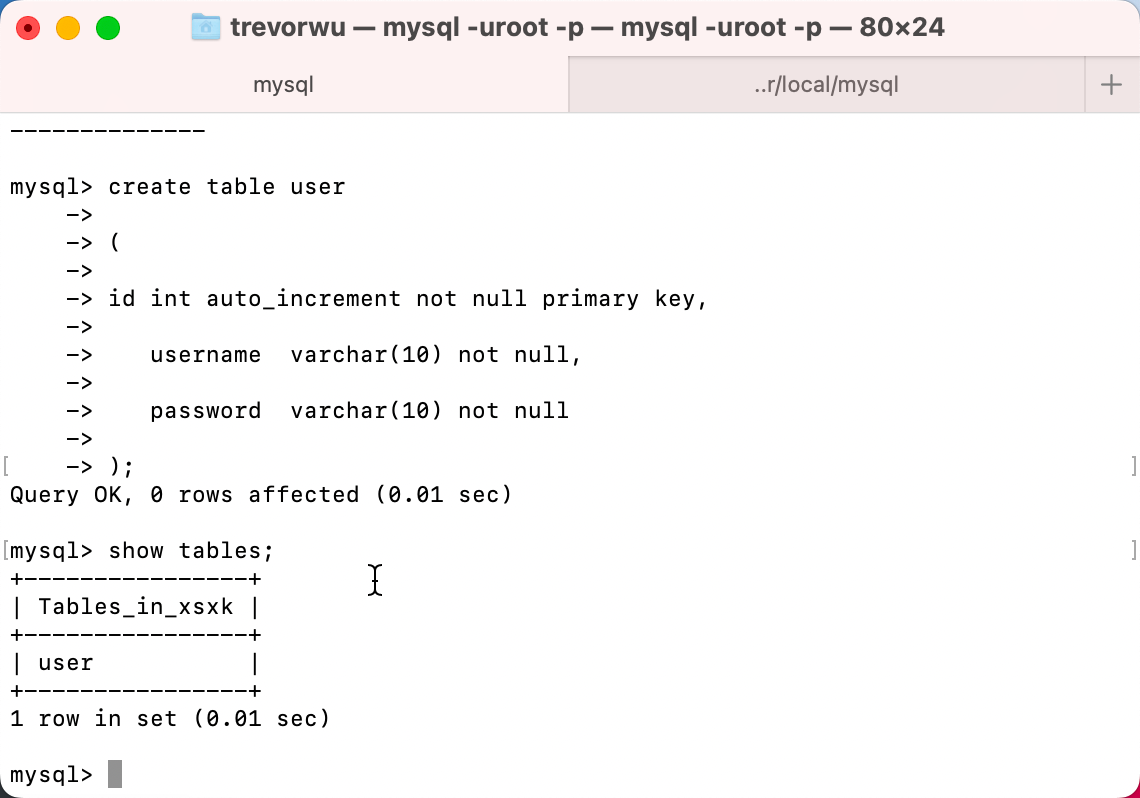 trevorwu — mysql -uroot -p — mysql -uroot -p — 80×24
mysql ..r/local/mysql +
--------------
mysql> create table user
    ->
    -> (
    ->
    -> id int auto_increment not null primary key,
    ->
    ->    username  varchar(10) not null,
    ->
    ->    password  varchar(10) not null
    ->
[    -> ); ]
Query OK, 0 rows affected (0.01 sec)
[mysql> show tables; ]
+----------------+
| Tables_in_xsxk |
+----------------+
| user           |
+----------------+
1 row in set (0.01 sec)
mysql>